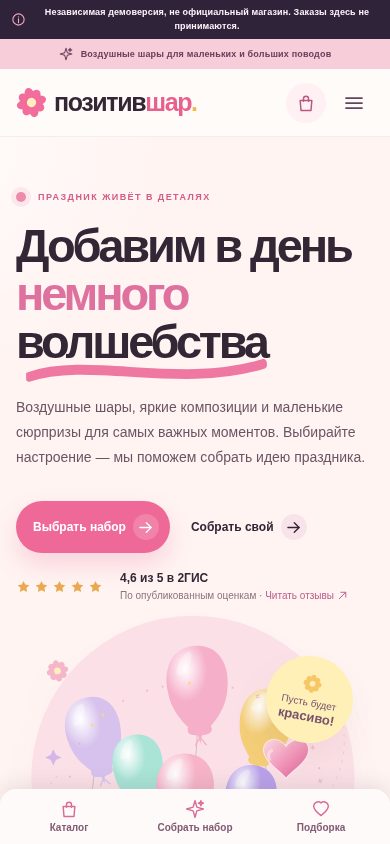 Независимая демоверсия, не официальный магазин. Заказы здесь не
принимаются.
Воздушные шары для маленьких и больших поводов
позитившар.
ПРАЗДНИК ЖИВЁТ В ДЕТАЛЯХ
Добавим в день
немного
волшебства
Воздушные шары, яркие композиции и маленькие
сюрпризы для самых важных моментов. Выбирайте
настроение — мы поможем собрать идею праздника.
Выбрать набор
Собрать свой
4,6 из 5 в 2ГИС
По опубликованным оценкам · Читать отзывы
Пусть будет
красиво!
Каталог
Собрать набор
Подборка